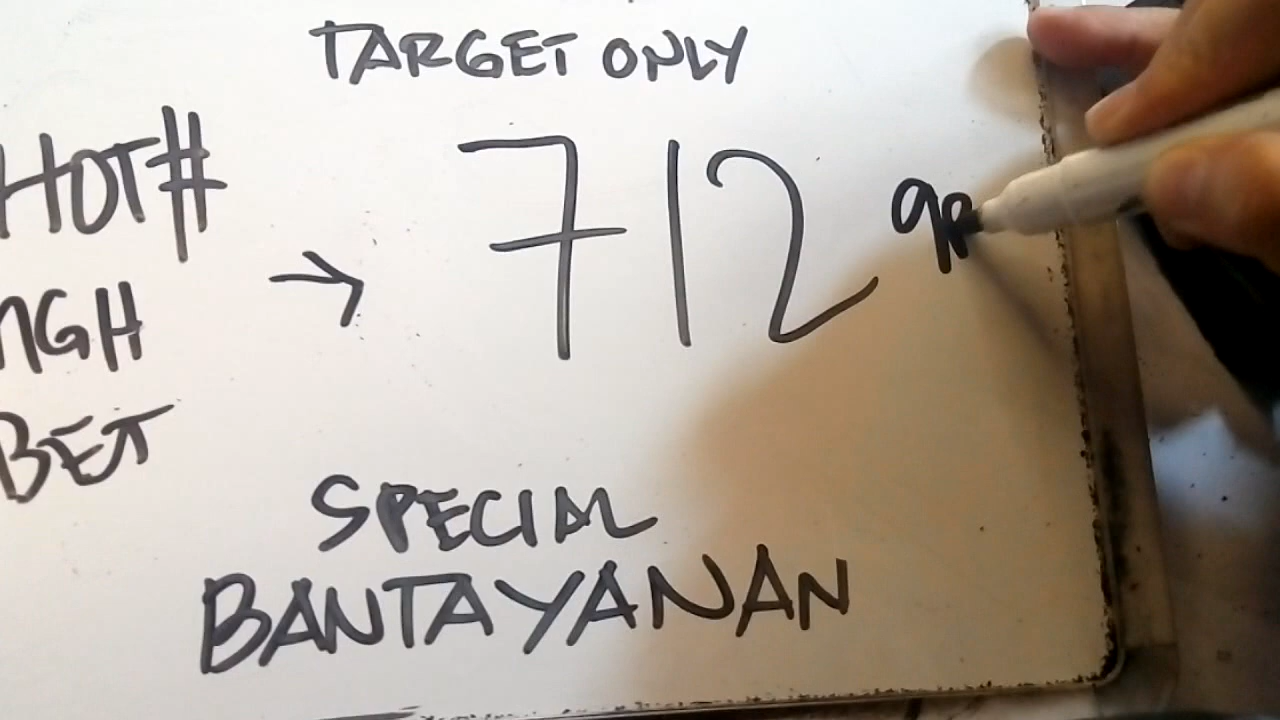 TARGET ONLY
HOT#
→ 712
NGH
BET
SPECIAL
BANTAYANAN